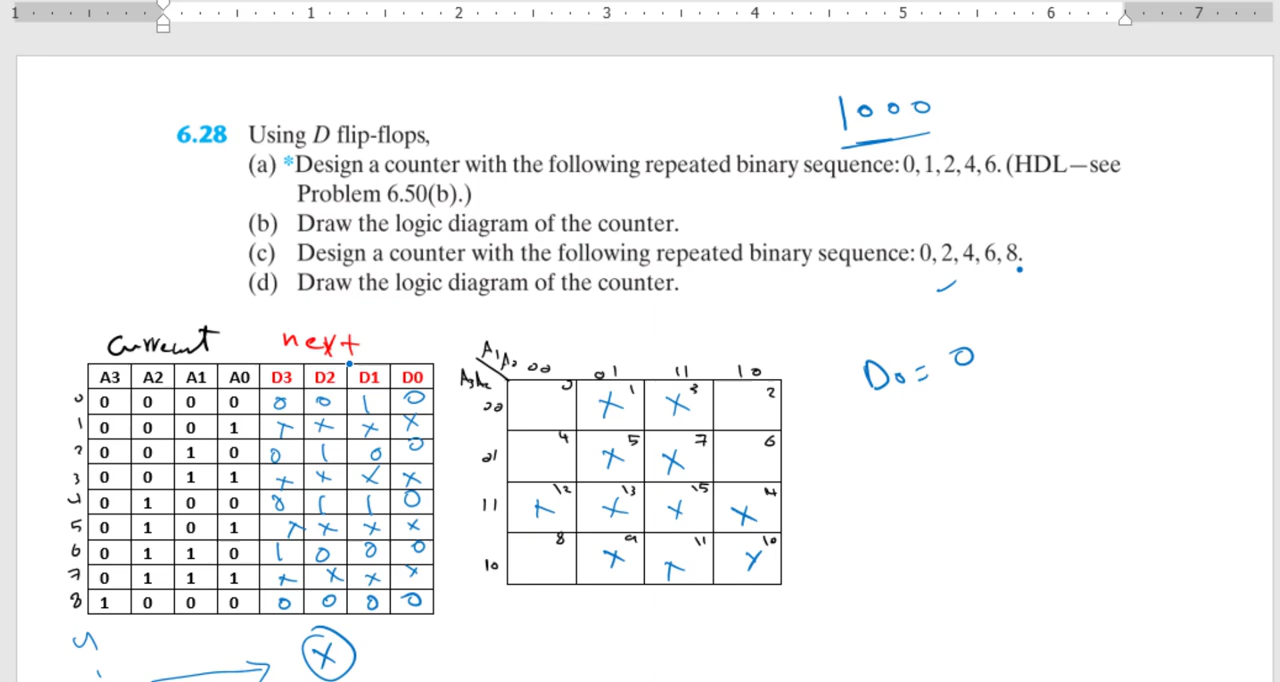 1 1 2 3 4 5 6 7
1000
6.28 Using D flip-flops,
(a) *Design a counter with the following repeated binary sequence: 0, 1, 2, 4, 6. (HDL—see
Problem 6.50(b).)
(b) Draw the logic diagram of the counter.
(c) Design a counter with the following repeated binary sequence: 0, 2, 4, 6, 8.
(d) Draw the logic diagram of the counter.
Current next
A3 A2 A1 A0 D3 D2 D1 D0
0 0 0 0 0 0 0 1 0
1 0 0 0 1 x x x x
2 0 0 1 0 0 1 0 0
3 0 0 1 1 x x x x
4 0 1 0 0 0 1 1 0
5 0 1 0 1 x x x x
6 0 1 1 0 1 0 0 0
7 0 1 1 1 x x x x
8 1 0 0 0 0 0 0 0
9
x
A1A0 00 01 11 10
A3A2
00 0 x 1 x 3 2
01 4 x 5 x 7 6
11 x 12 x 13 x 15 x 14
10 8 x 9 x 11 x 10
D0 = 0